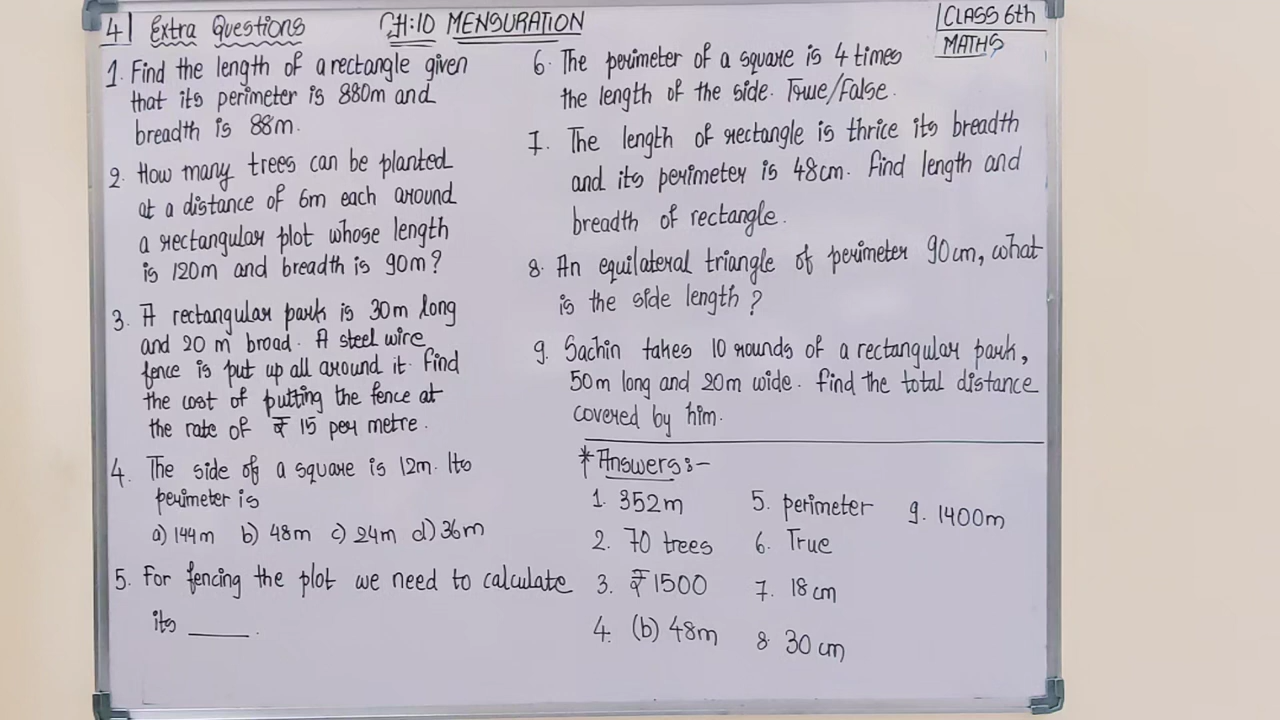 4| Extra Questions CH:10 MENSURATION CLASS 6th
MATHS
1. Find the length of a rectangle given
that its perimeter is 880m and
breadth is 88m.
2. How many trees can be planted
at a distance of 6m each around
a rectangular plot whose length
is 120m and breadth is 90m?
3. A rectangular park is 30m long
and 20 m broad. A steel wire
fence is put up all around it. Find
the cost of putting the fence at
the rate of ₹ 15 per metre.
4. The side of a square is 12m. Its
perimeter is
a) 144m b) 48m c) 24m d) 36m
5. For fencing the plot we need to calculate
its ____.
6. The perimeter of a square is 4 times
the length of the side. True/False.
7. The length of rectangle is thrice its breadth
and its perimeter is 48cm. Find length and
breadth of rectangle.
8. An equilateral triangle of perimeter 90cm, what
is the side length?
9. Sachin takes 10 rounds of a rectangular park,
50m long and 20m wide. Find the total distance
covered by him.
* Answers:-
1. 352m 5. perimeter 9. 1400m
2. 70 trees 6. True
3. ₹1500 7. 18cm
4. (b) 48m 8. 30 cm